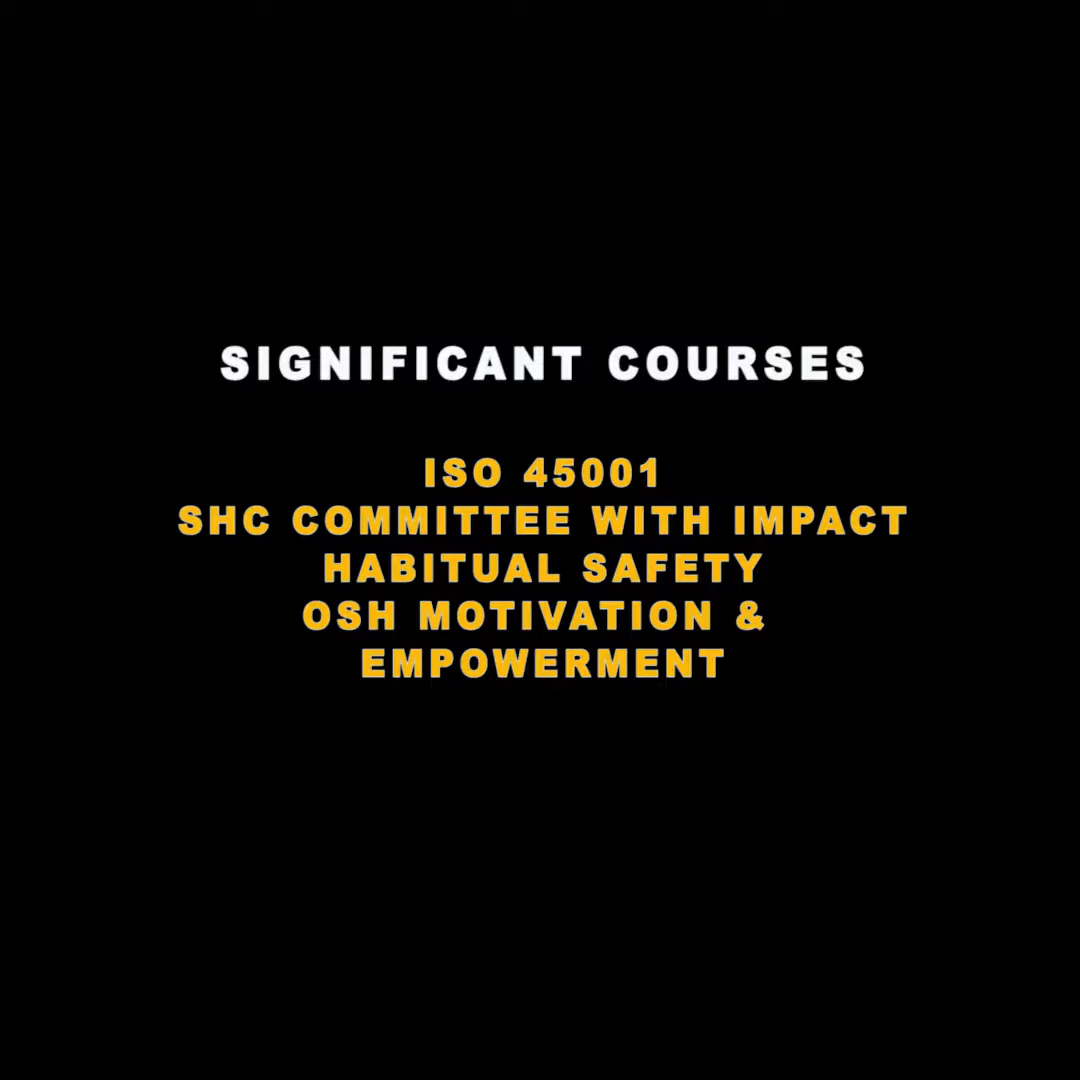 SIGNIFICANT COURSES
ISO 45001
SHC COMMITTEE WITH IMPACT
HABITUAL SAFETY
OSH MOTIVATION &
EMPOWERMENT